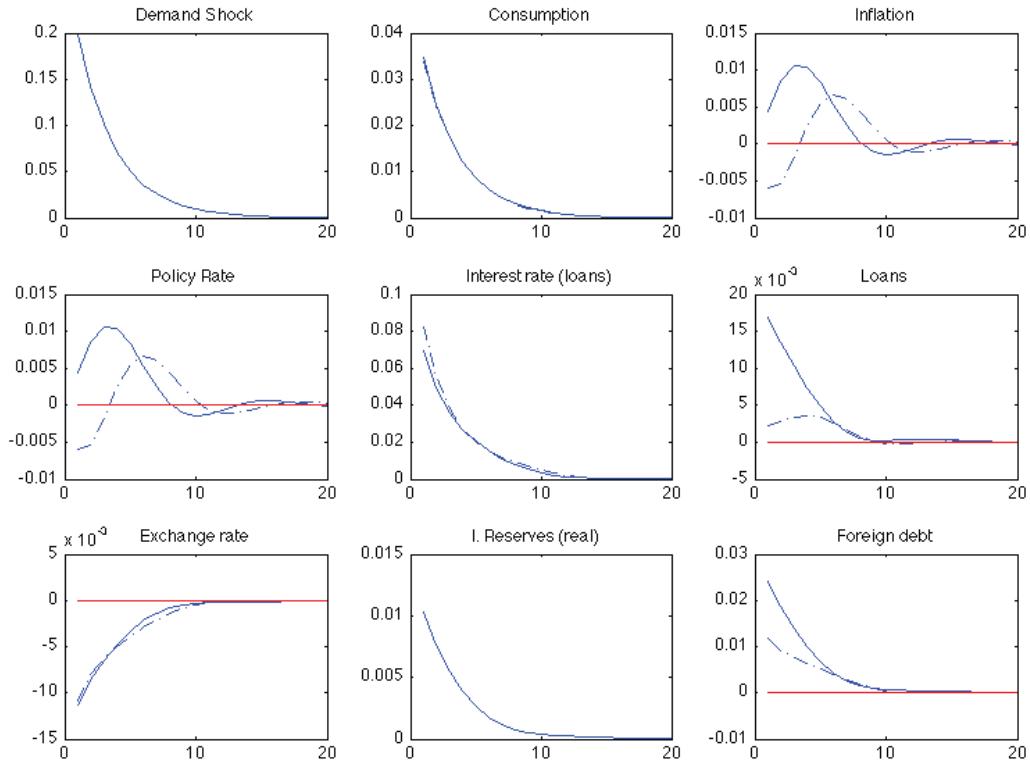 Demand Shock
0.2
0.15
0.1
0.05
0
0 10 20
Consumption
0.04
0.03
0.02
0.01
0
0 10 20
Inflation
0.015
0.01
0.005
0
-0.005
-0.01
0 10 20
Policy Rate
0.015
0.01
0.005
0
-0.005
-0.01
0 10 20
Interest rate (loans)
0.1
0.08
0.06
0.04
0.02
0
0 10 20
Loans
x 10-3
20
15
10
5
0
-5
0 10 20
Exchange rate
x 10-3
5
0
-5
-10
-15
0 10 20
I. Reserves (real)
0.015
0.01
0.005
0
0 10 20
Foreign debt
0.03
0.02
0.01
0
-0.01
0 10 20